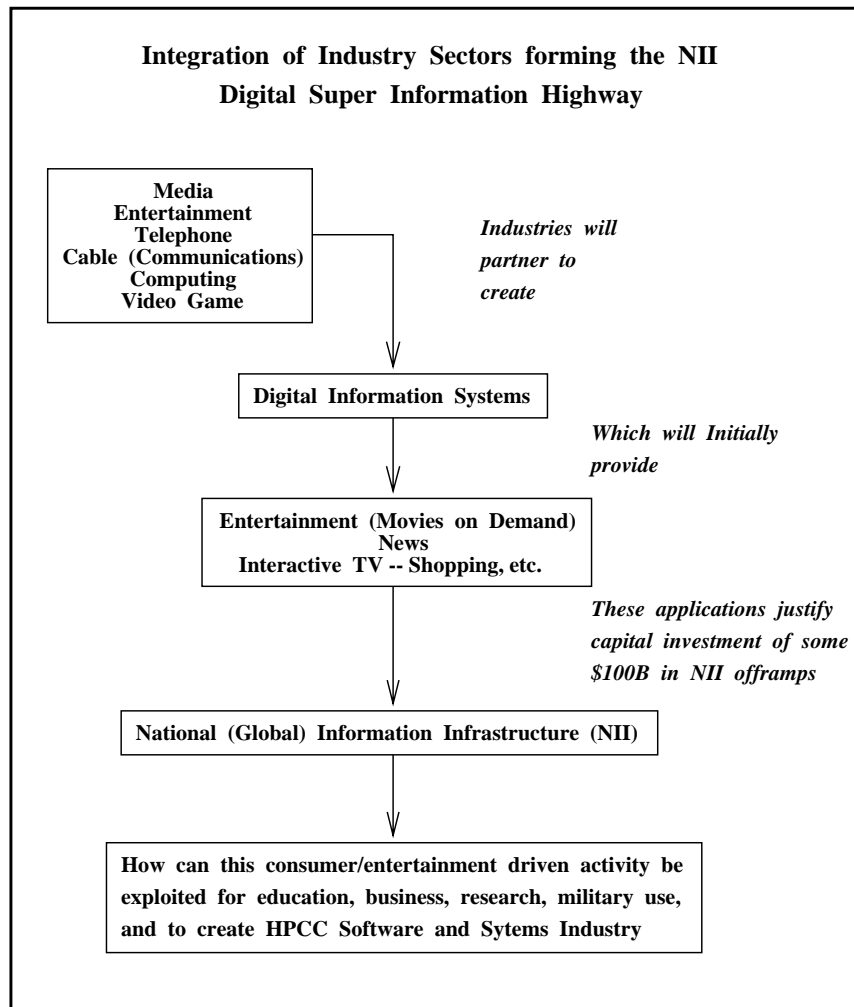 Integration of Industry Sectors forming the NII
Digital Super Information Highway
Media
Entertainment
Telephone
Cable (Communications)
Computing
Video Game
Industries will
partner to
create
Digital Information Systems
Which will Initially
provide
Entertainment (Movies on Demand)
News
Interactive TV -- Shopping, etc.
These applications justify
capital investment of some
$100B in NII offramps
National (Global) Information Infrastructure (NII)
How can this consumer/entertainment driven activity be
exploited for education, business, research, military use,
and to create HPCC Software and Sytems Industry